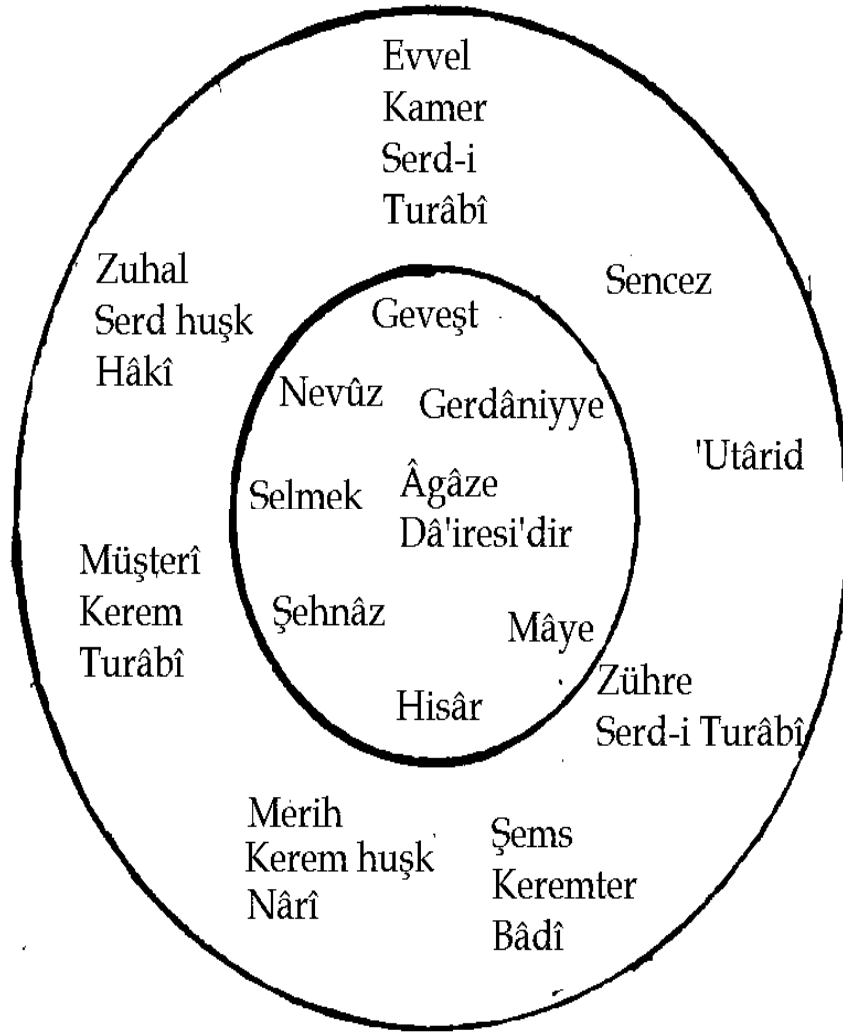 Evvel
Kamer
Serd-i
Turâbî
Zuhal
Serd huşk
Hâkî
Sencez
Geveşt
Nevûz
Gerdâniyye
'Utârid
Selmek
Âgâze
Dâ'iresi'dir
Müşterî
Kerem
Turâbî
Şehnâz
Mâye
Zühre
Serd-i Turâbî
Hisâr
Merih
Kerem huşk
Nârî
Şems
Keremter
Bâdî